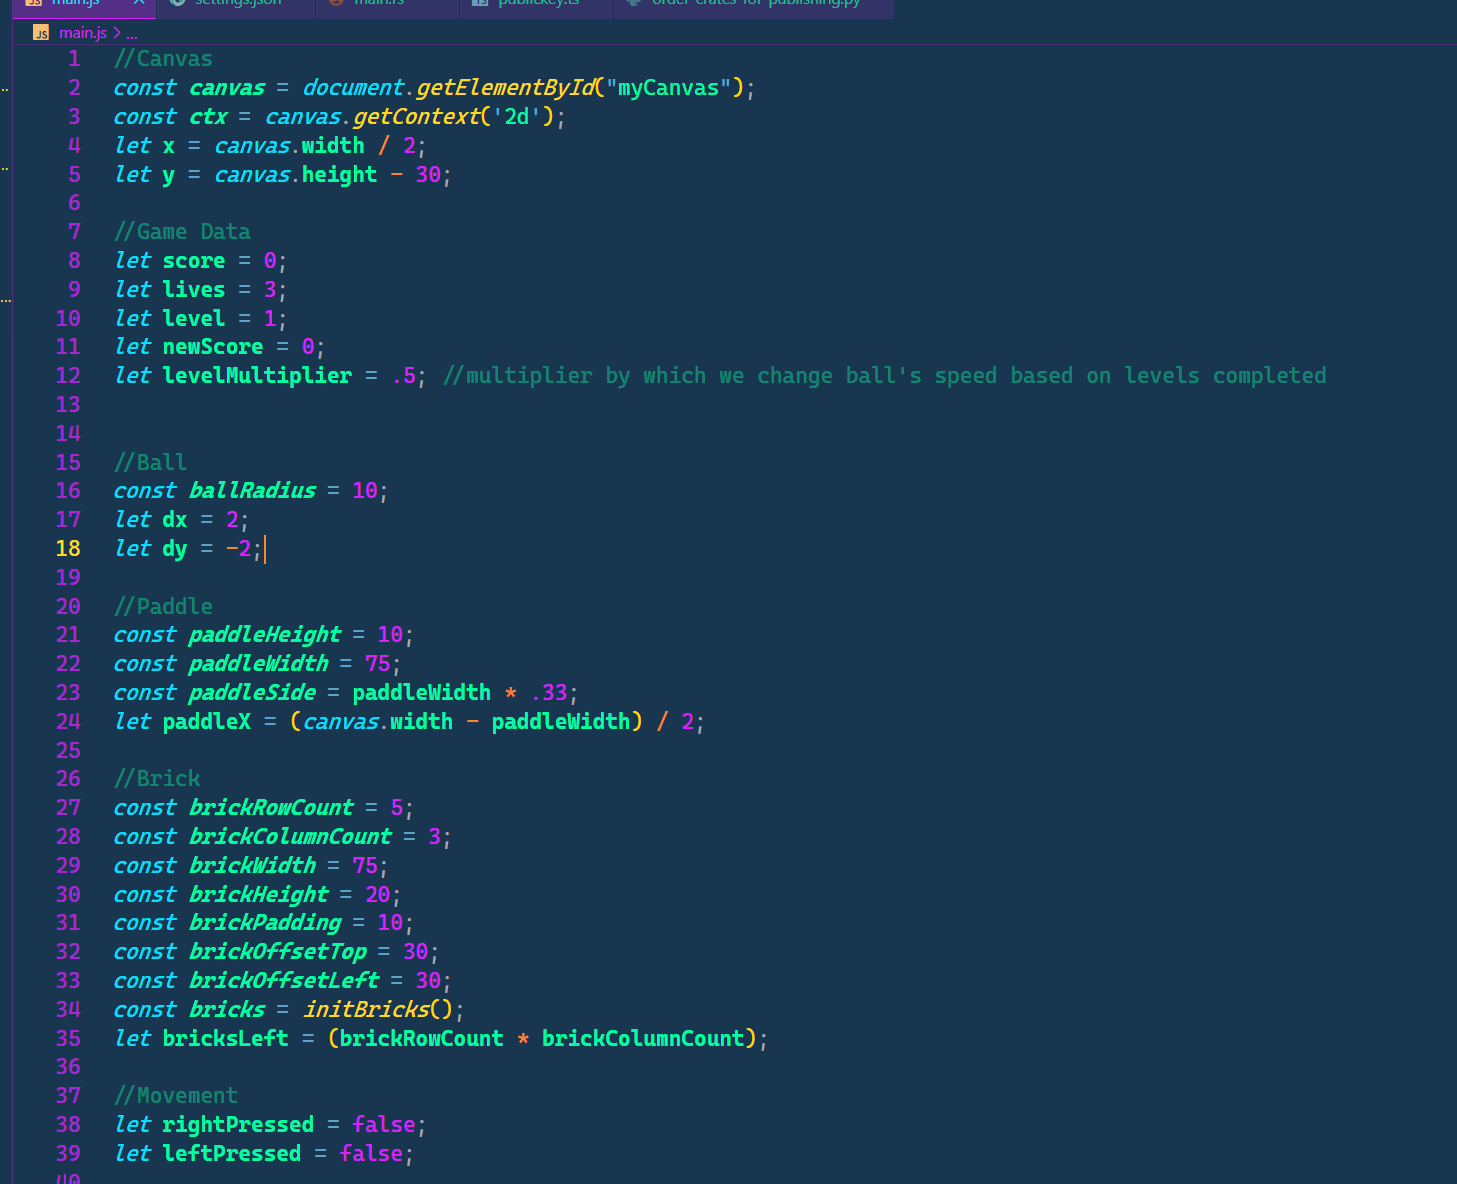 main.js settings.json main.rs publickey.ts order-crates-for-publishing.py
JS main.js > ...
1 //Canvas
2 const canvas = document.getElementById("myCanvas");
3 const ctx = canvas.getContext('2d');
4 let x = canvas.width / 2;
5 let y = canvas.height - 30;
6
7 //Game Data
8 let score = 0;
9 let lives = 3;
10 let level = 1;
11 let newScore = 0;
12 let levelMultiplier = .5; //multiplier by which we change ball's speed based on levels completed
13
14
15 //Ball
16 const ballRadius = 10;
17 let dx = 2;
18 let dy = -2;
19
20 //Paddle
21 const paddleHeight = 10;
22 const paddleWidth = 75;
23 const paddleSide = paddleWidth * .33;
24 let paddleX = (canvas.width - paddleWidth) / 2;
25
26 //Brick
27 const brickRowCount = 5;
28 const brickColumnCount = 3;
29 const brickWidth = 75;
30 const brickHeight = 20;
31 const brickPadding = 10;
32 const brickOffsetTop = 30;
33 const brickOffsetLeft = 30;
34 const bricks = initBricks();
35 let bricksLeft = (brickRowCount * brickColumnCount);
36
37 //Movement
38 let rightPressed = false;
39 let leftPressed = false;
40